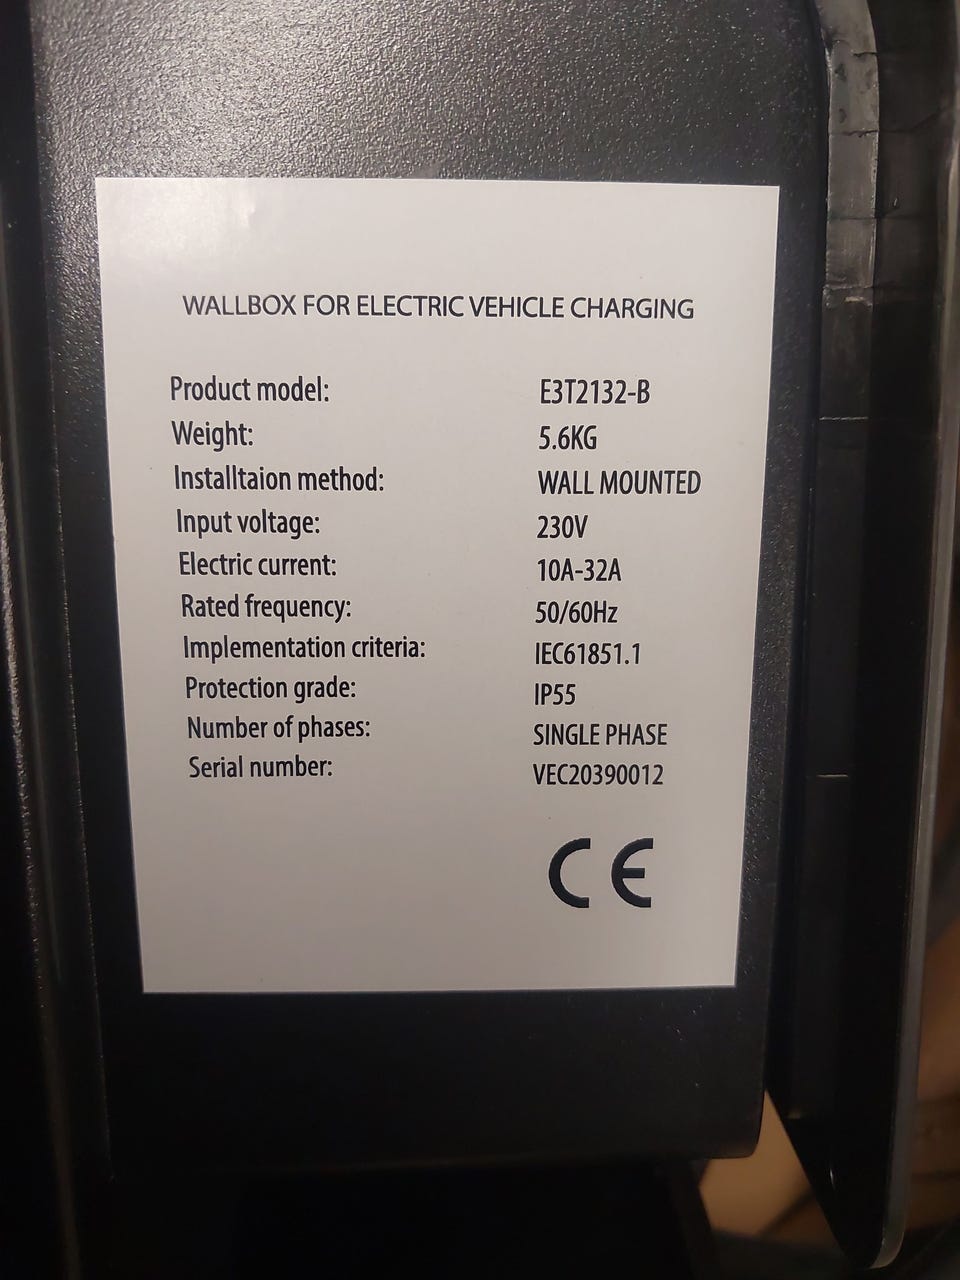 WALLBOX FOR ELECTRIC VEHICLE CHARGING
Product model: E3T2132-B
Weight: 5.6KG
Installtaion method: WALL MOUNTED
Input voltage: 230V
Electric current: 10A-32A
Rated frequency: 50/60Hz
Implementation criteria: IEC61851.1
Protection grade: IP55
Number of phases: SINGLE PHASE
Serial number: VEC20390012
CE